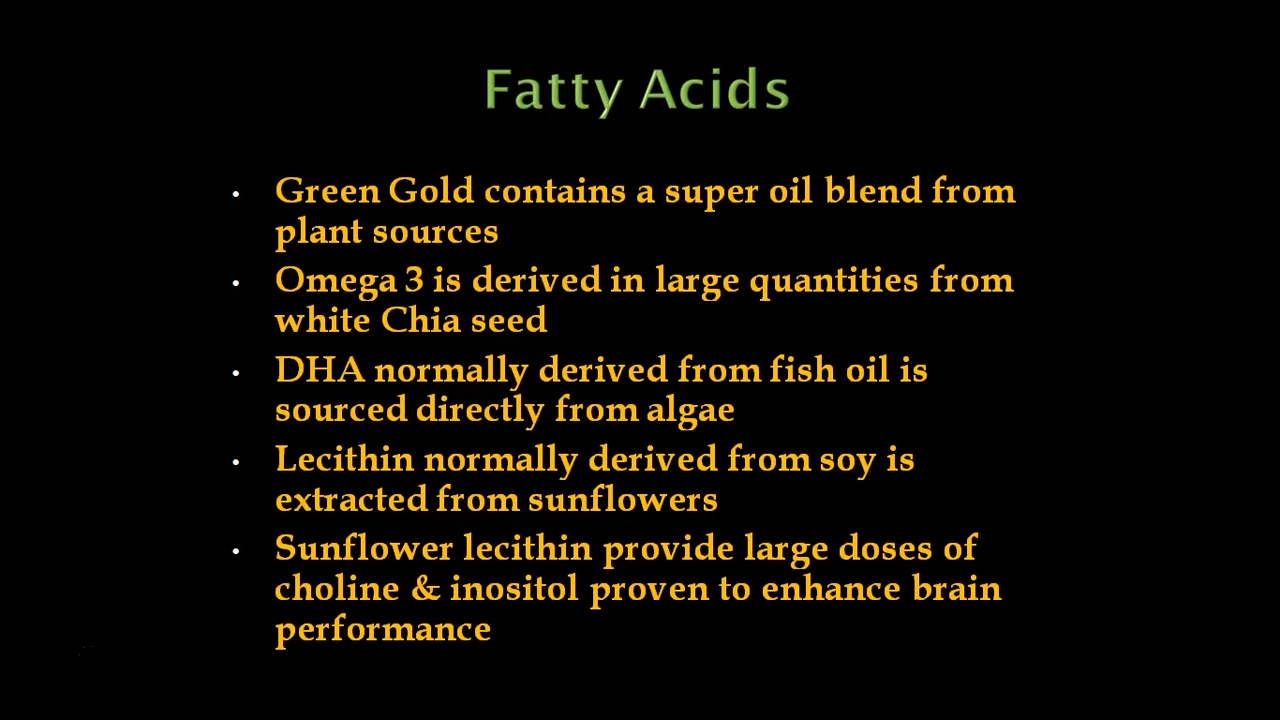 Fatty Acids
• Green Gold contains a super oil blend from
plant sources
• Omega 3 is derived in large quantities from
white Chia seed
• DHA normally derived from fish oil is
sourced directly from algae
• Lecithin normally derived from soy is
extracted from sunflowers
• Sunflower lecithin provide large doses of
choline & inositol proven to enhance brain
performance